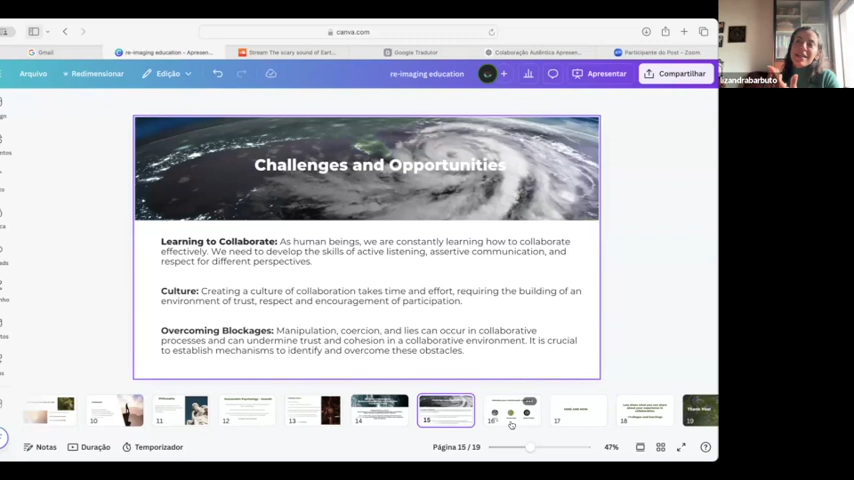 canva.com
Gmail
re-imaging education - Apresen...
Stream The scary sound of Eart...
Google Tradutor
Colaboração Autêntica Apresen...
Participante do Post - Zoom
Arquivo
Redimensionar
Edição
re-imaging education
Apresentar
Compartilhar
lizandrabarbuto
Challenges and Opportunities
Learning to Collaborate: As human beings, we are constantly learning how to collaborate
effectively. We need to develop the skills of active listening, assertive communication, and
respect for different perspectives.
Culture: Creating a culture of collaboration takes time and effort, requiring the building of an
environment of trust, respect and encouragement of participation.
Overcoming Blockages: Manipulation, coercion, and lies can occur in collaborative
processes and can undermine trust and cohesion in a collaborative environment. It is crucial
to establish mechanisms to identify and overcome these obstacles.
10
11
12
13
14
15
16
17
18
19
Thank You!
Notas
Duração
Temporizador
Página 15 / 19
47%